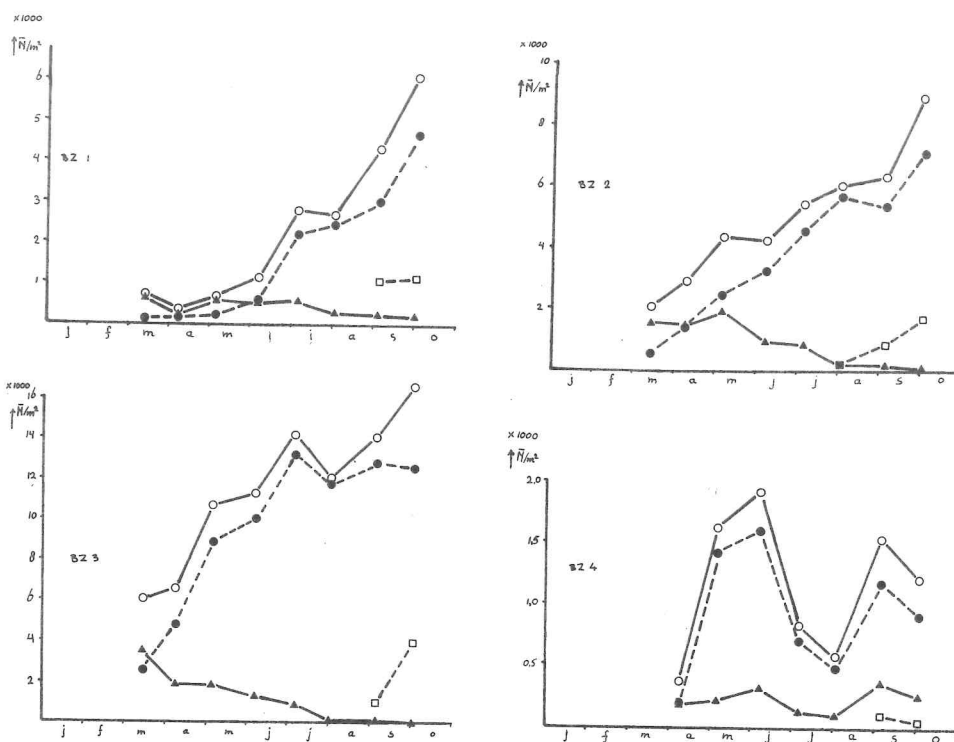 x1000
↑N̄/m²
6
5
4
3
2
1
BZ 1
j f m a m j j a s o
x 1000
10
↑N̄/m²
8
6
4
2
BZ 2
j f m a m j j a s o
x1000
16
↑N̄/m²
14
12
10
8
6
4
2
BZ 3
j f m a m j j a s o
x1000
↑N̄/m²
2,0
1,5
1,0
0,5
BZ 4
j f m a m j j a s o